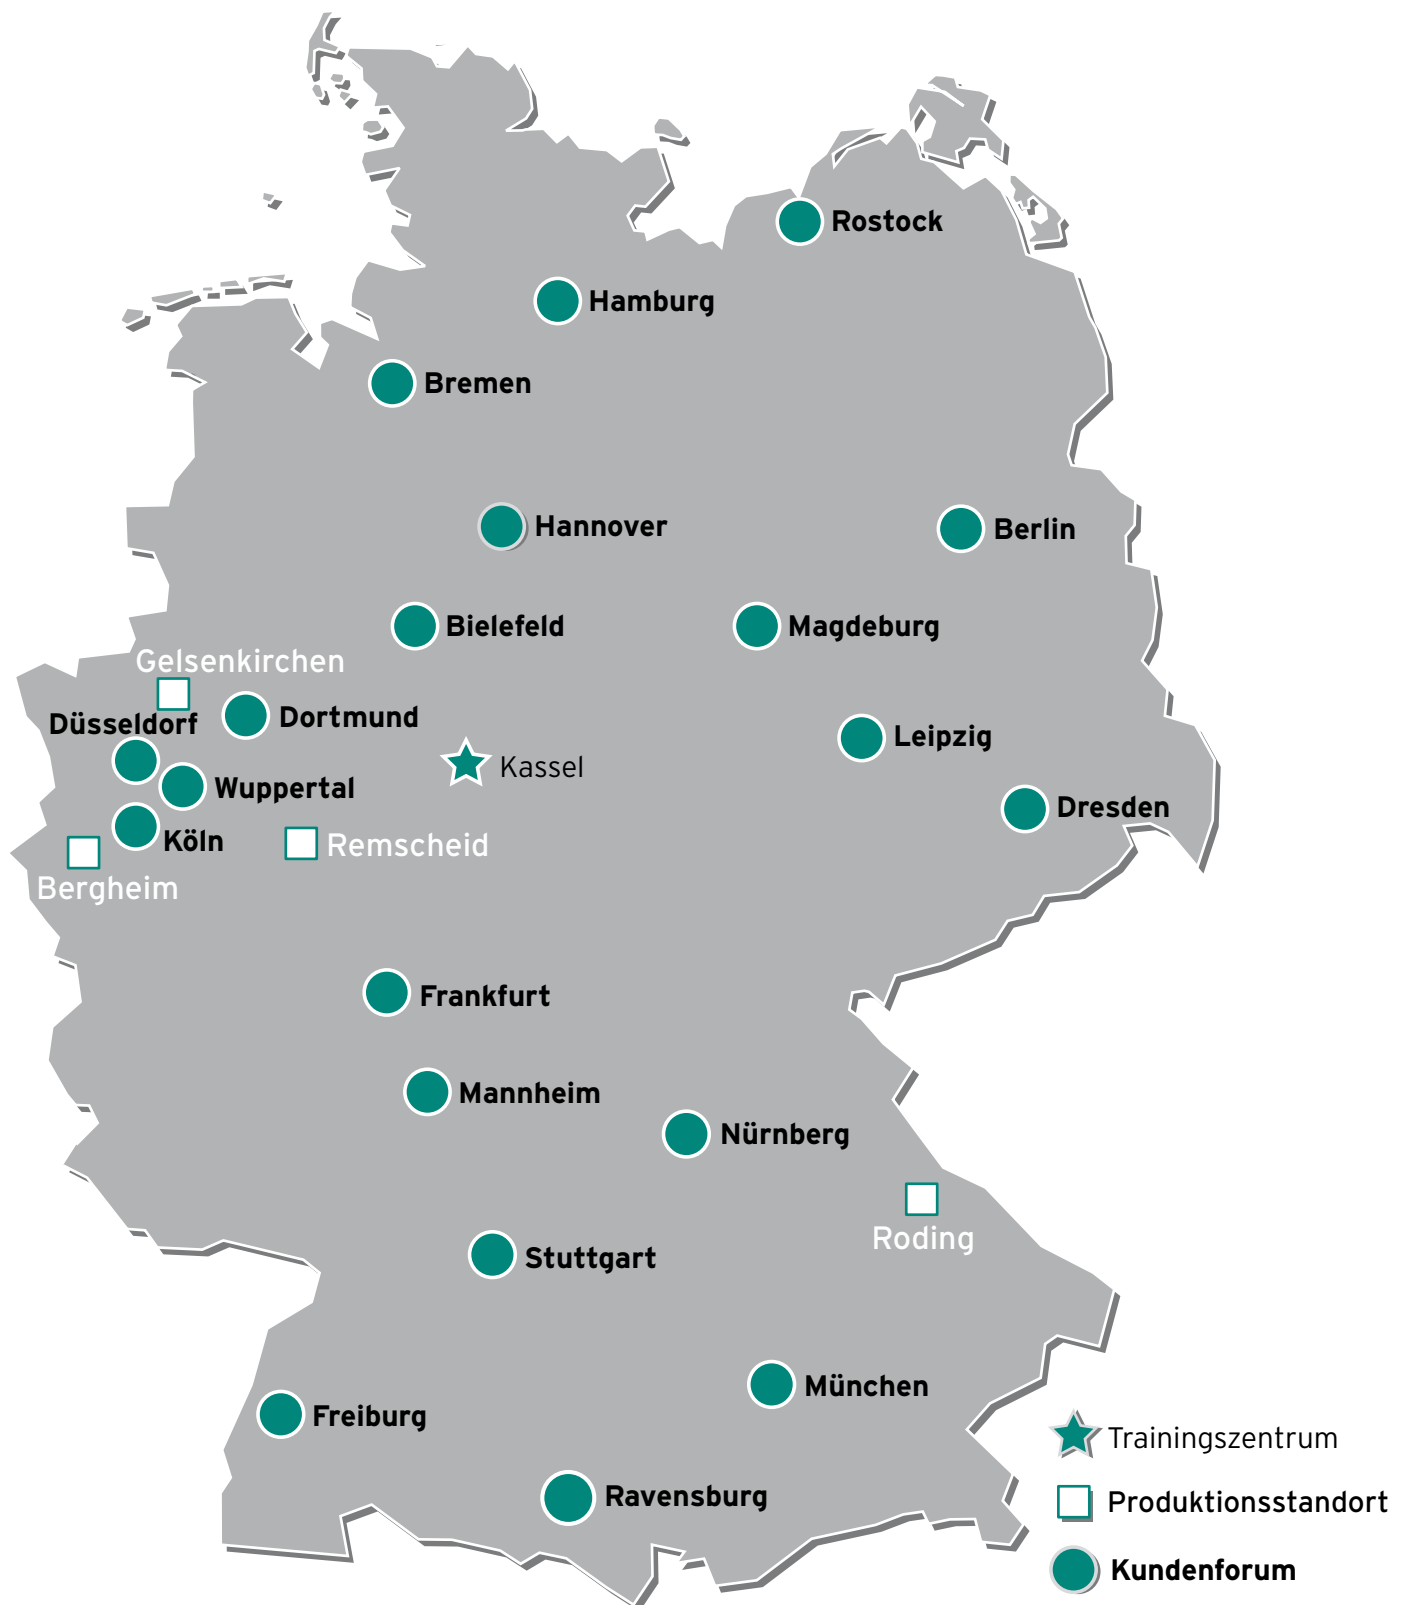 Rostock
Hamburg
Bremen
Hannover
Berlin
Bielefeld
Magdeburg
Gelsenkirchen
Düsseldorf
Dortmund
Leipzig
Kassel
Wuppertal
Dresden
Köln
Remscheid
Bergheim
Frankfurt
Mannheim
Nürnberg
Roding
Stuttgart
München
Freiburg
Ravensburg
Trainingszentrum
Produktionsstandort
Kundenforum